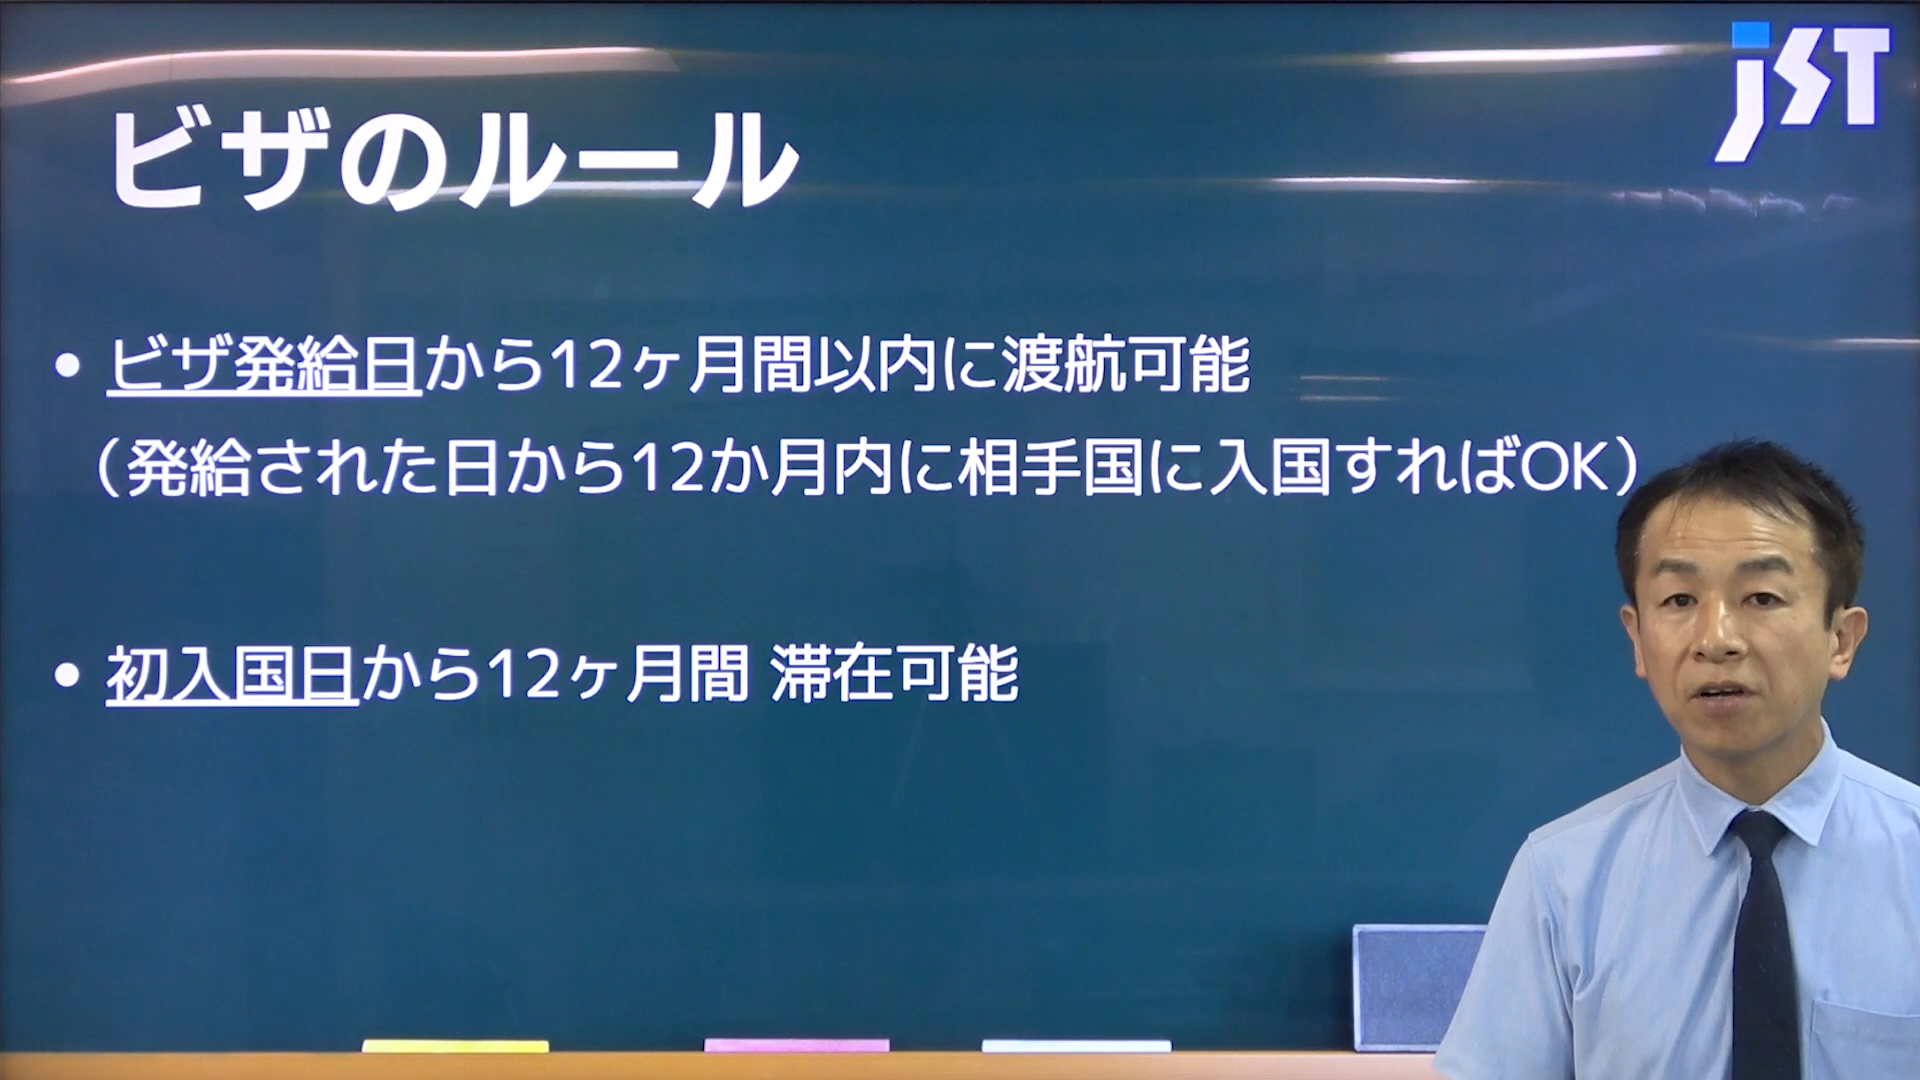 jST
ビザのルール
• ビザ発給日から12ヶ月間以内に渡航可能
（発給された日から12か月内に相手国に入国すればOK）
• 初入国日から12ヶ月間 滞在可能